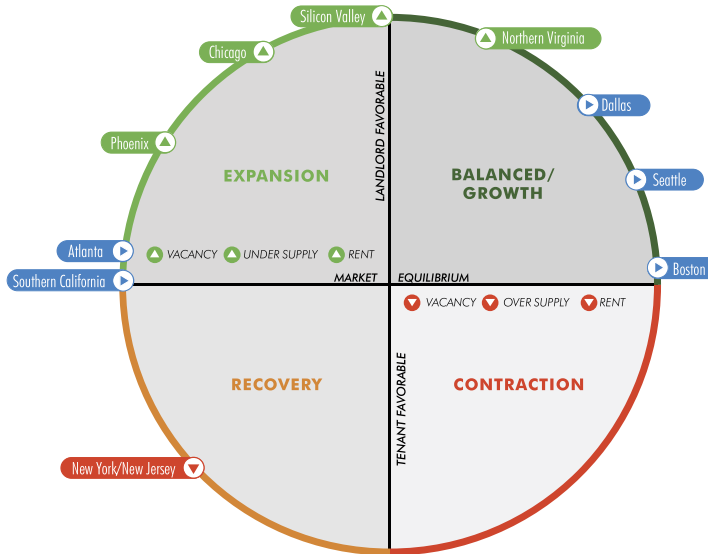 Silicon Valley
Northern Virginia
Chicago
Dallas
Phoenix
LANDLORD FAVORABLE
EXPANSION
BALANCED/
GROWTH
Seattle
Atlanta
VACANCY
UNDER SUPPLY
RENT
Boston
Southern California
MARKET
EQUILIBRIUM
VACANCY
OVER SUPPLY
RENT
RECOVERY
CONTRACTION
TENANT FAVORABLE
New York/New Jersey